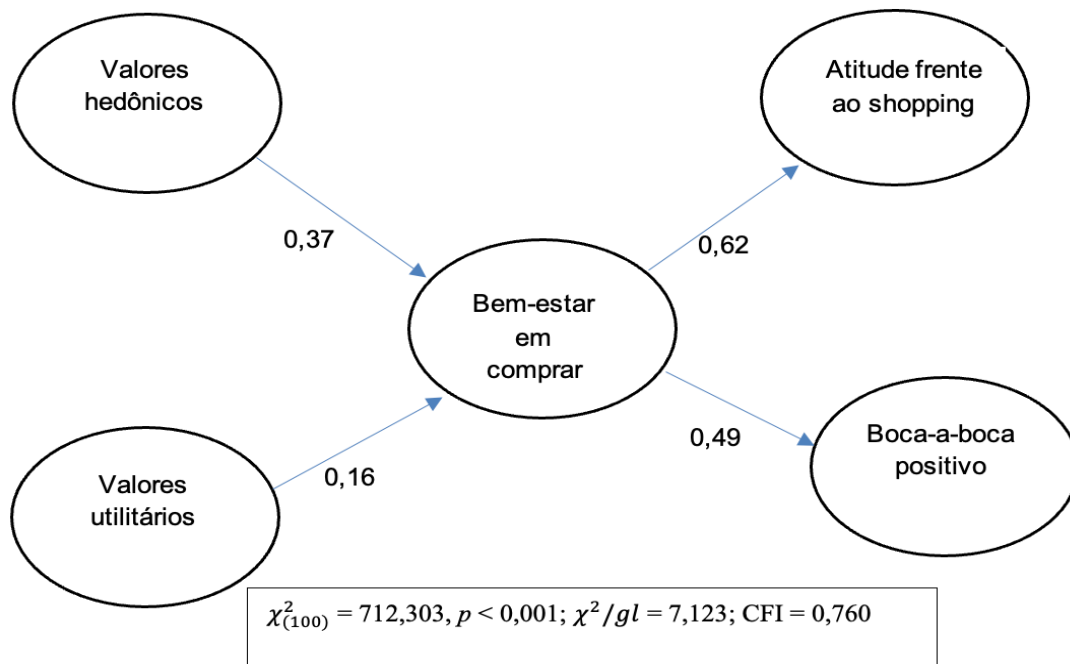 Valores
hedônicos
Atitude frente
ao shopping
0,37
0,62
Bem-estar
em
comprar
Valores
utilitários
0,16
0,49
Boca-a-boca
positivo
χ²₍₁₀₀₎ = 712,303, p < 0,001; χ²/gl = 7,123; CFI = 0,760